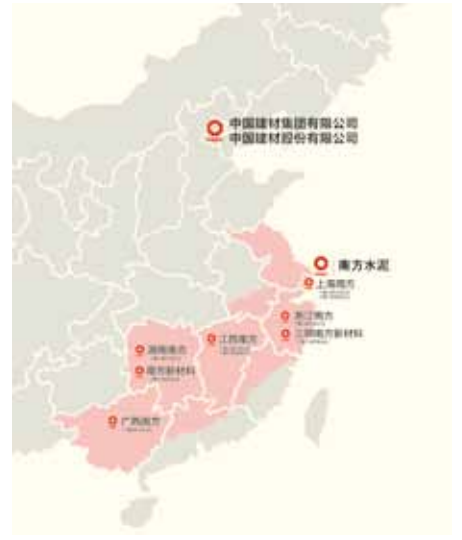 中国建材集团有限公司
中国建材股份有限公司
南方水泥
上海南方
浙江南方
三狮南方新材料
江西南方
湖南南方
南方新材料
广西南方